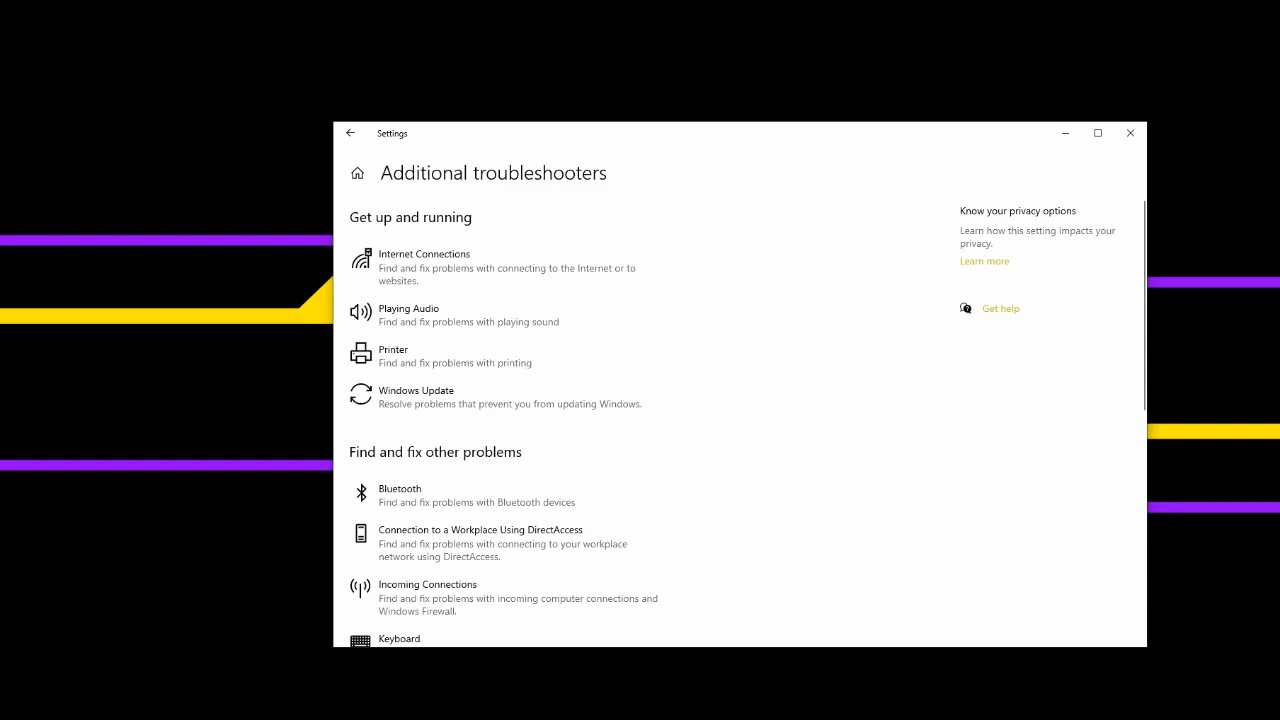 Settings
Additional troubleshooters
Get up and running
Internet Connections
Find and fix problems with connecting to the Internet or to
websites.
Playing Audio
Find and fix problems with playing sound
Printer
Find and fix problems with printing
Windows Update
Resolve problems that prevent you from updating Windows.
Find and fix other problems
Bluetooth
Find and fix problems with Bluetooth devices
Connection to a Workplace Using DirectAccess
Find and fix problems with connecting to your workplace
network using DirectAccess.
Incoming Connections
Find and fix problems with incoming computer connections and
Windows Firewall.
Keyboard
Know your privacy options
Learn how this setting impacts your
privacy.
Learn more
Get help